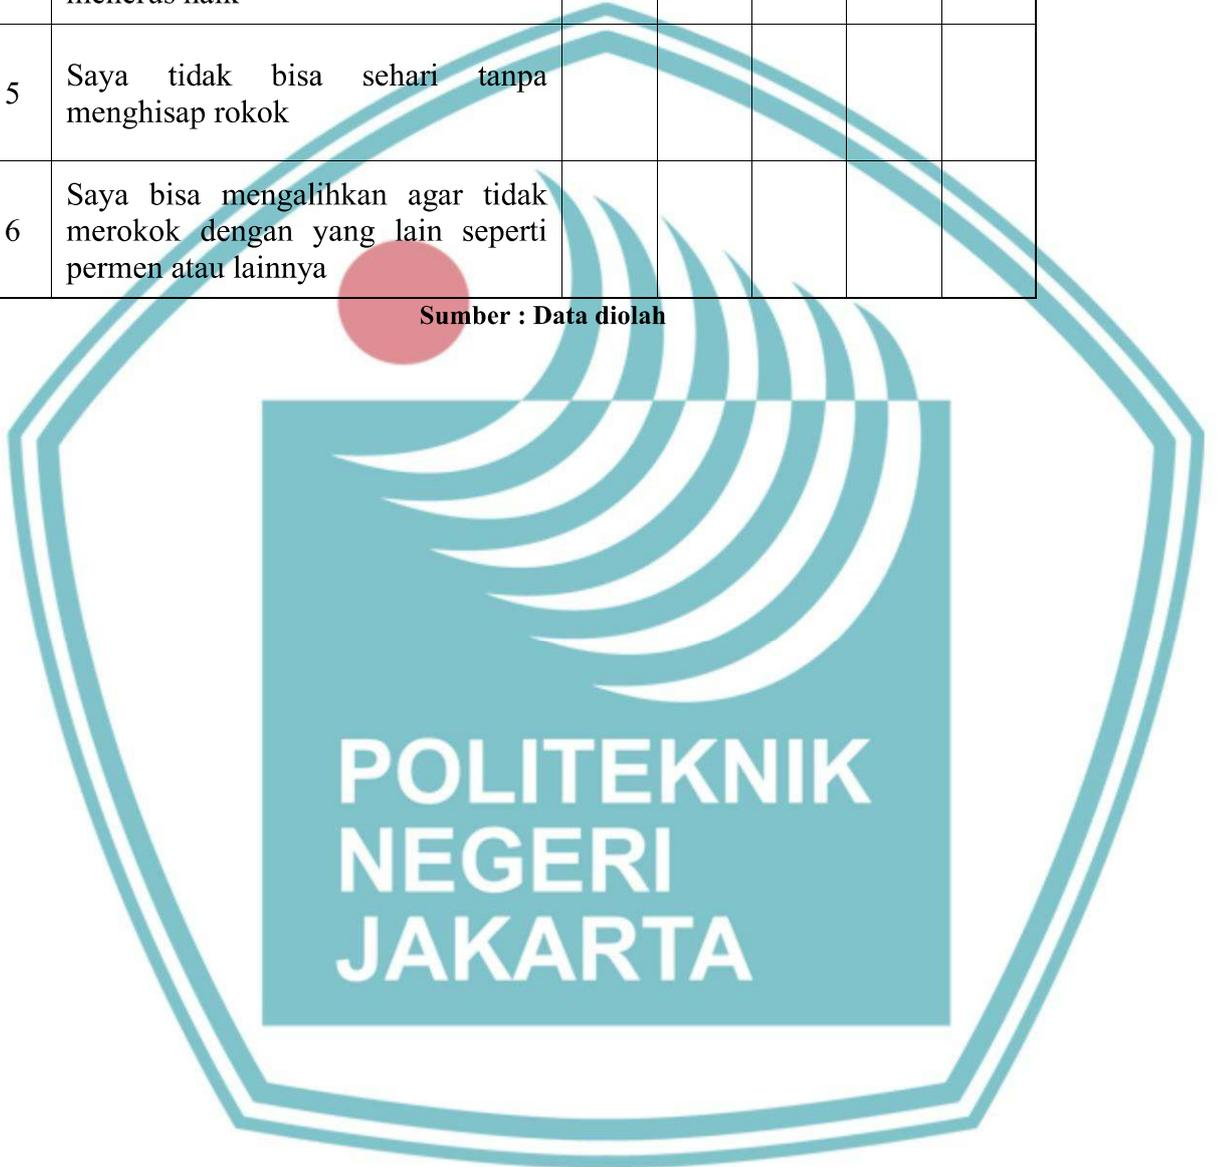 5
Saya tidak bisa sehari tanpa
menghisap rokok
6
Saya bisa mengalihkan agar tidak
merokok dengan yang lain seperti
permen atau lainnya
Sumber : Data diolah
POLITEKNIK
NEGERI
JAKARTA